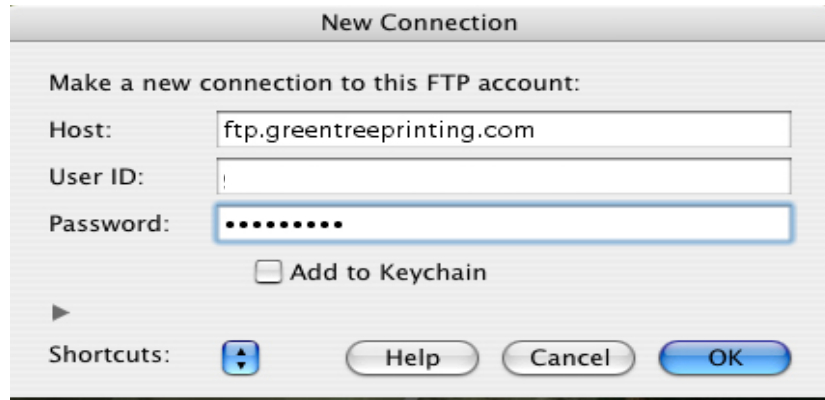 New Connection
Make a new connection to this FTP account:
Host: ftp.greentreeprinting.com
User ID:
Password: •••••••••
Add to Keychain
Shortcuts: Help Cancel OK